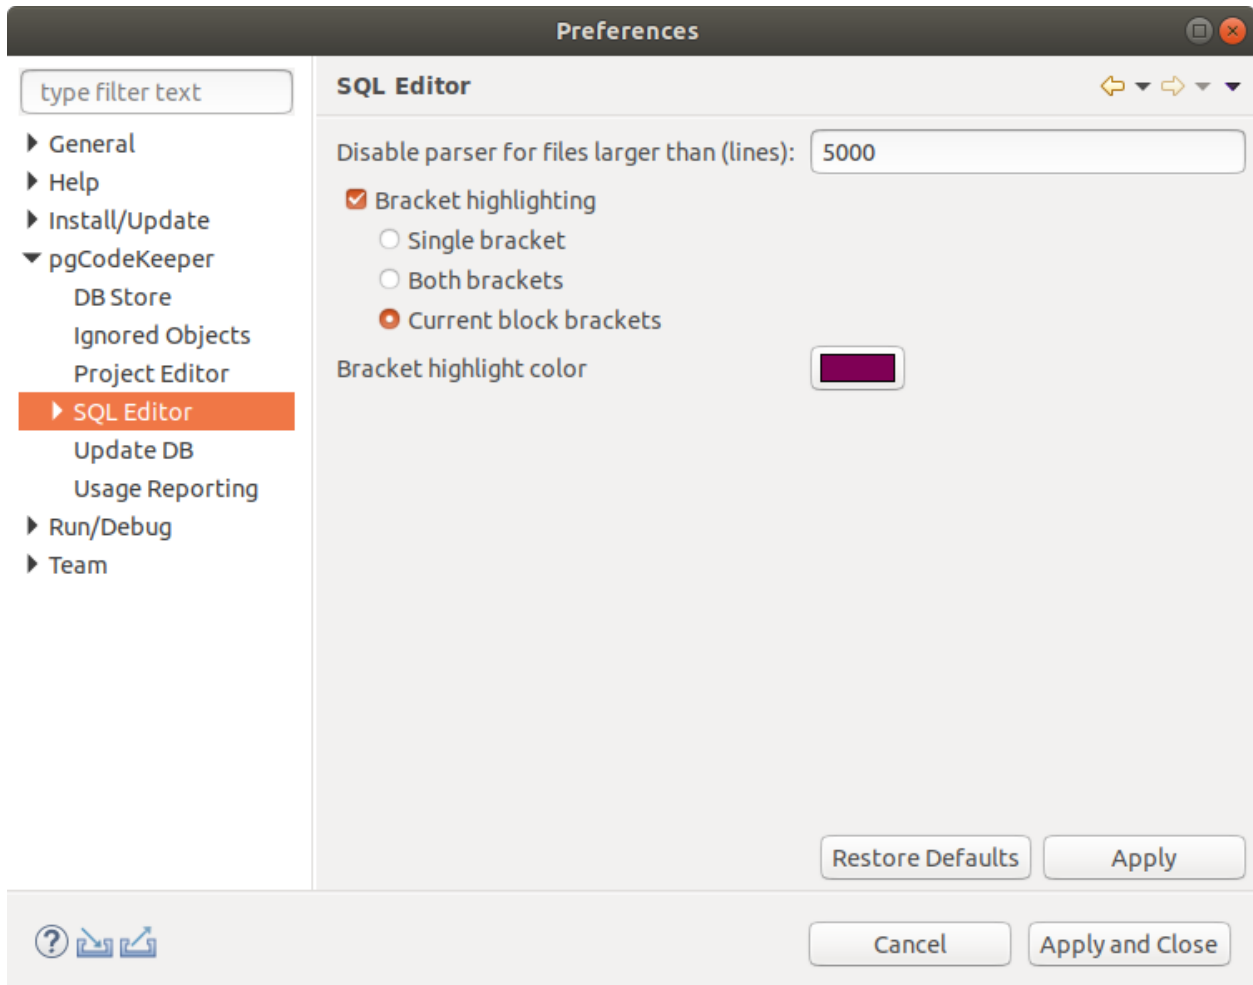 Preferences
type filter text
General
Help
Install/Update
pgCodeKeeper
DB Store
Ignored Objects
Project Editor
SQL Editor
Update DB
Usage Reporting
Run/Debug
Team
SQL Editor
Disable parser for files larger than (lines): 5000
Bracket highlighting
Single bracket
Both brackets
Current block brackets
Bracket highlight color
Restore Defaults Apply
? Cancel Apply and Close